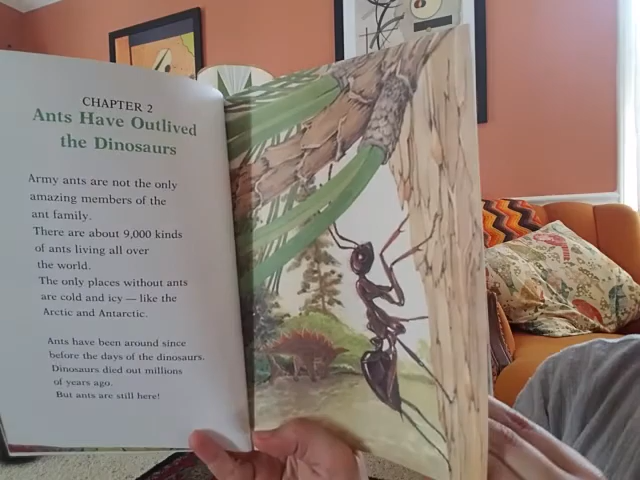 CHAPTER 2
Ants Have Outlived
the Dinosaurs
Army ants are not the only
amazing members of the
ant family.
There are about 9,000 kinds
of ants living all over
the world.
The only places without ants
are cold and icy — like the
Arctic and Antarctic.
Ants have been around since
before the days of the dinosaurs.
Dinosaurs died out millions
of years ago.
But ants are still here!